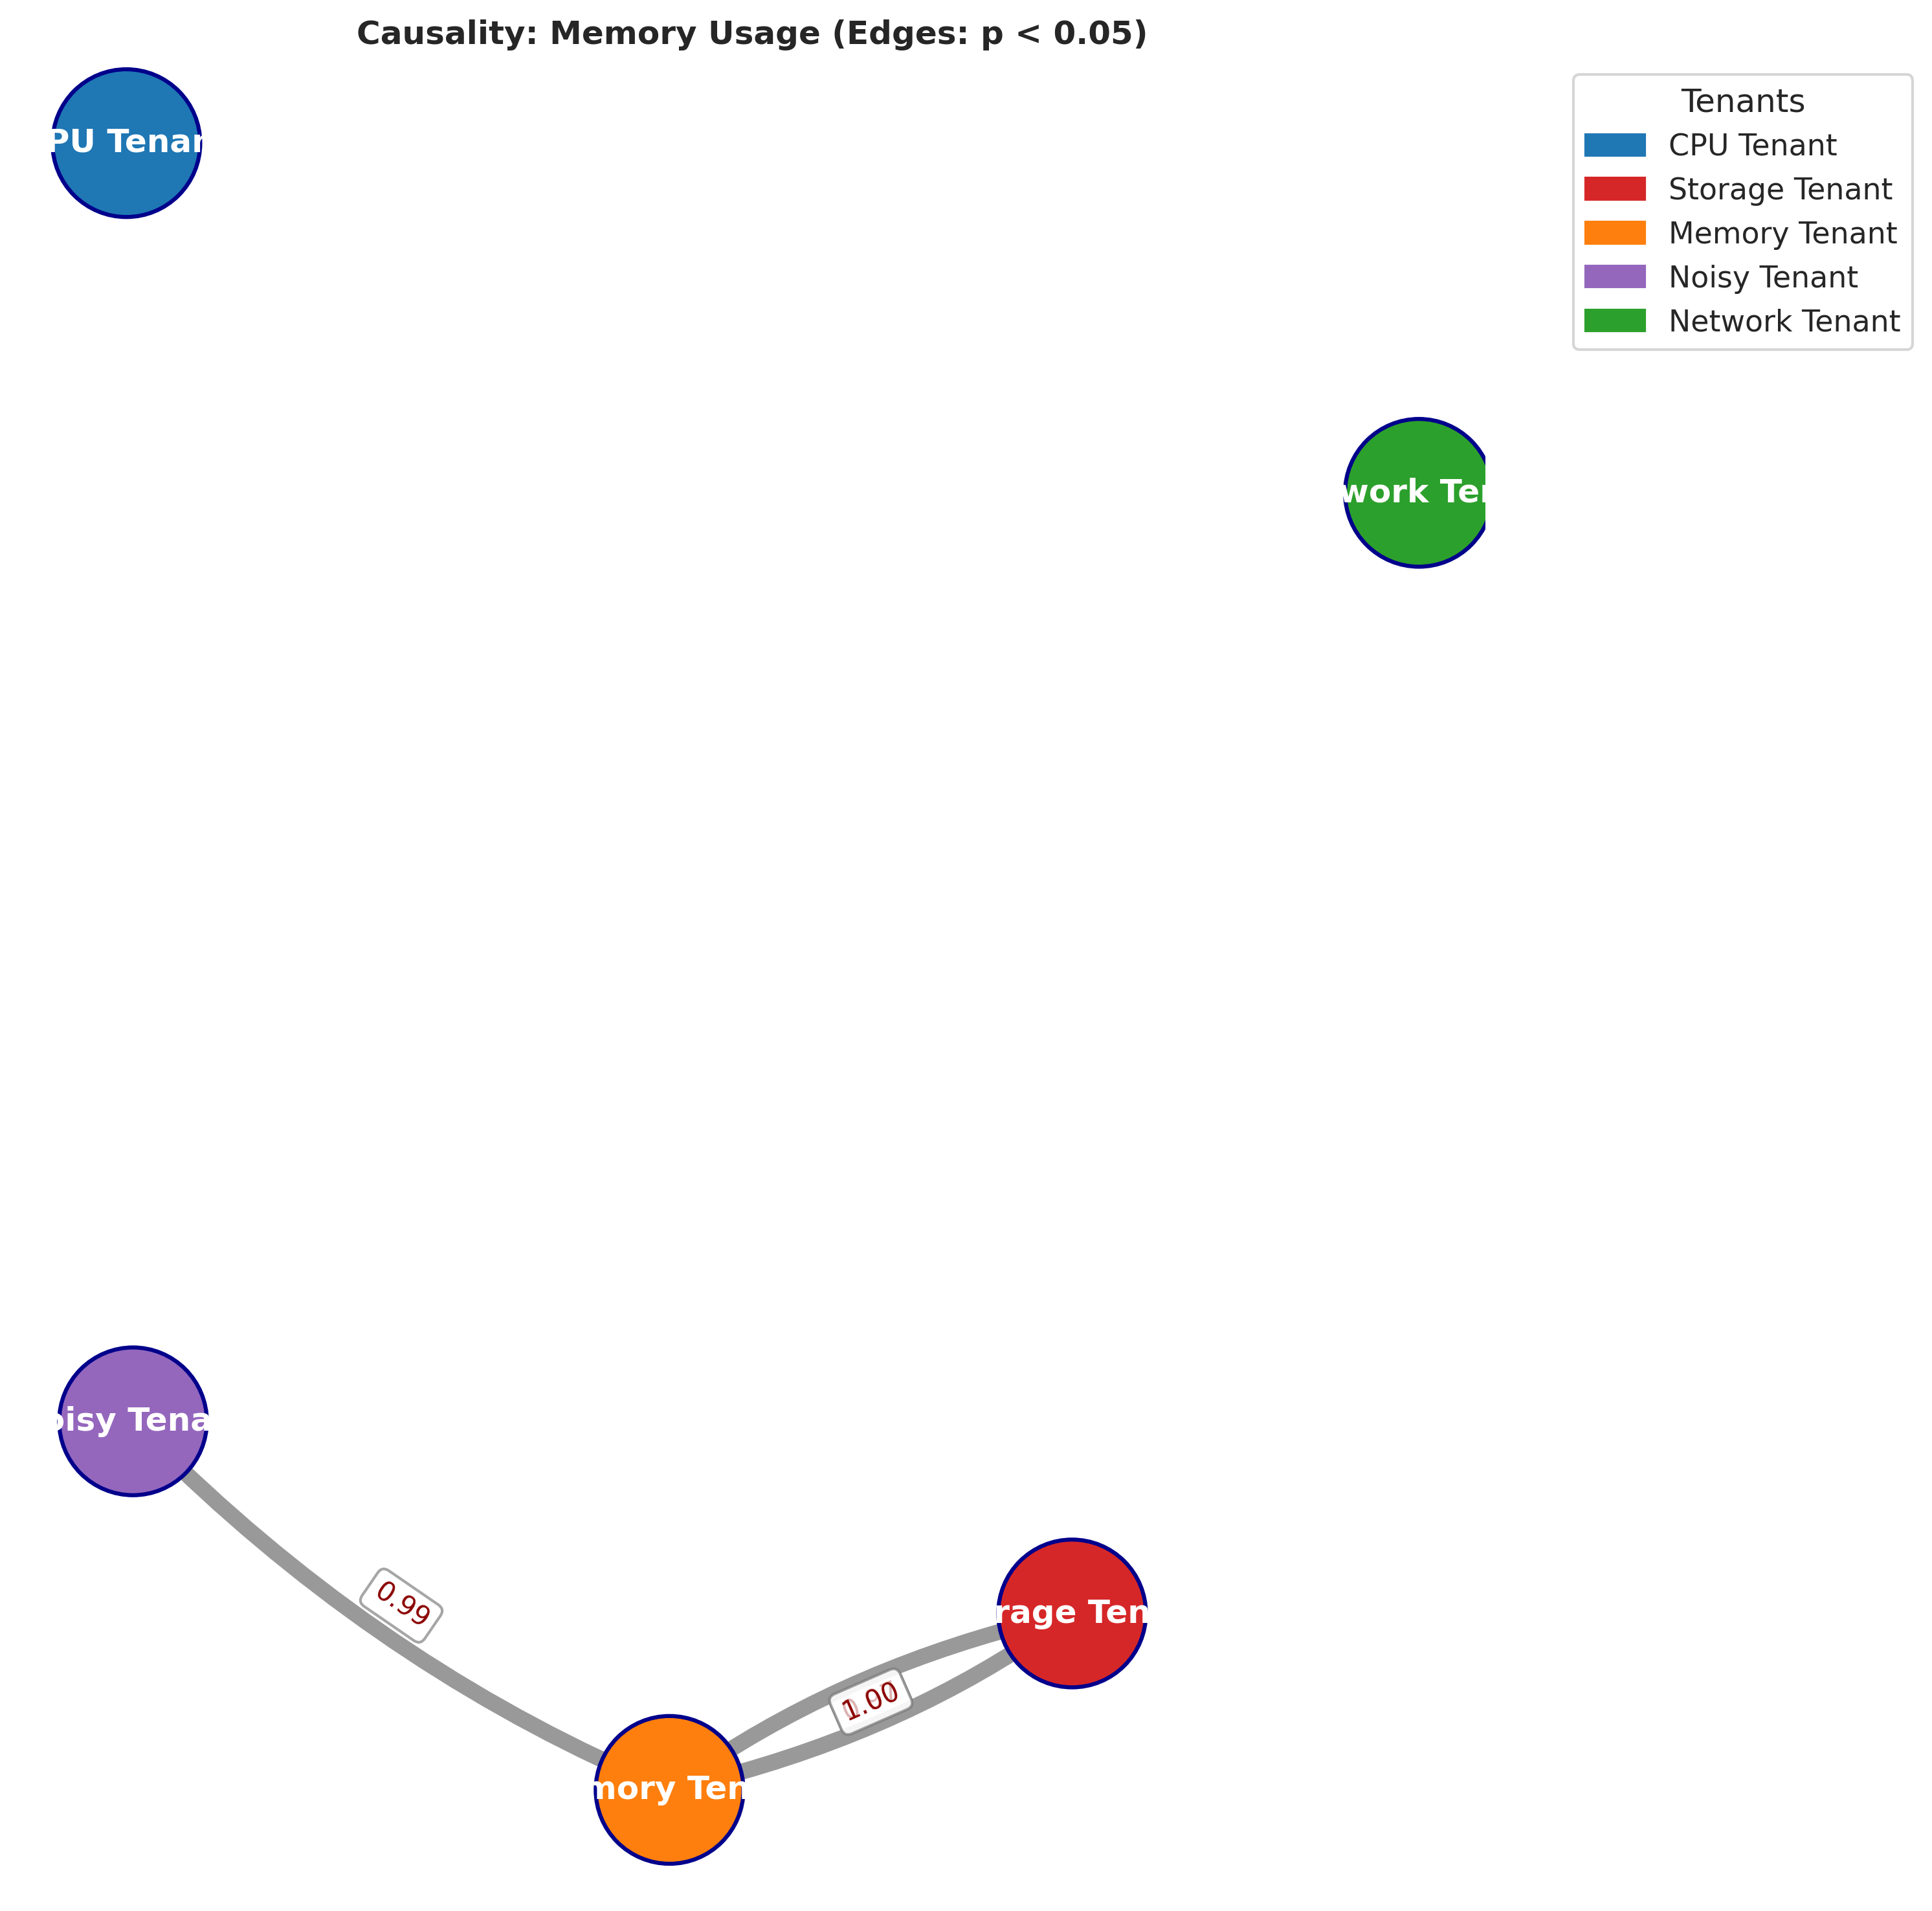 Causality: Memory Usage (Edges: p < 0.05)
Tenants
CPU Tenant
Storage Tenant
Memory Tenant
Noisy Tenant
Network Tenant
PU Tenan
work Ten
oisy Tena
rage Ten
mory Ten
0.99
1.00